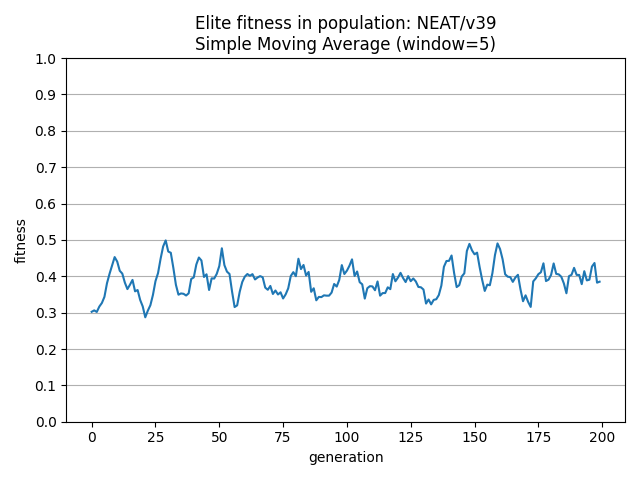 Elite fitness in population: NEAT/v39
Simple Moving Average (window=5)
1.0
0.9
0.8
0.7
0.6
0.5
0.4
0.3
0.2
0.1
0.0
fitness
0 25 50 75 100 125 150 175 200
generation